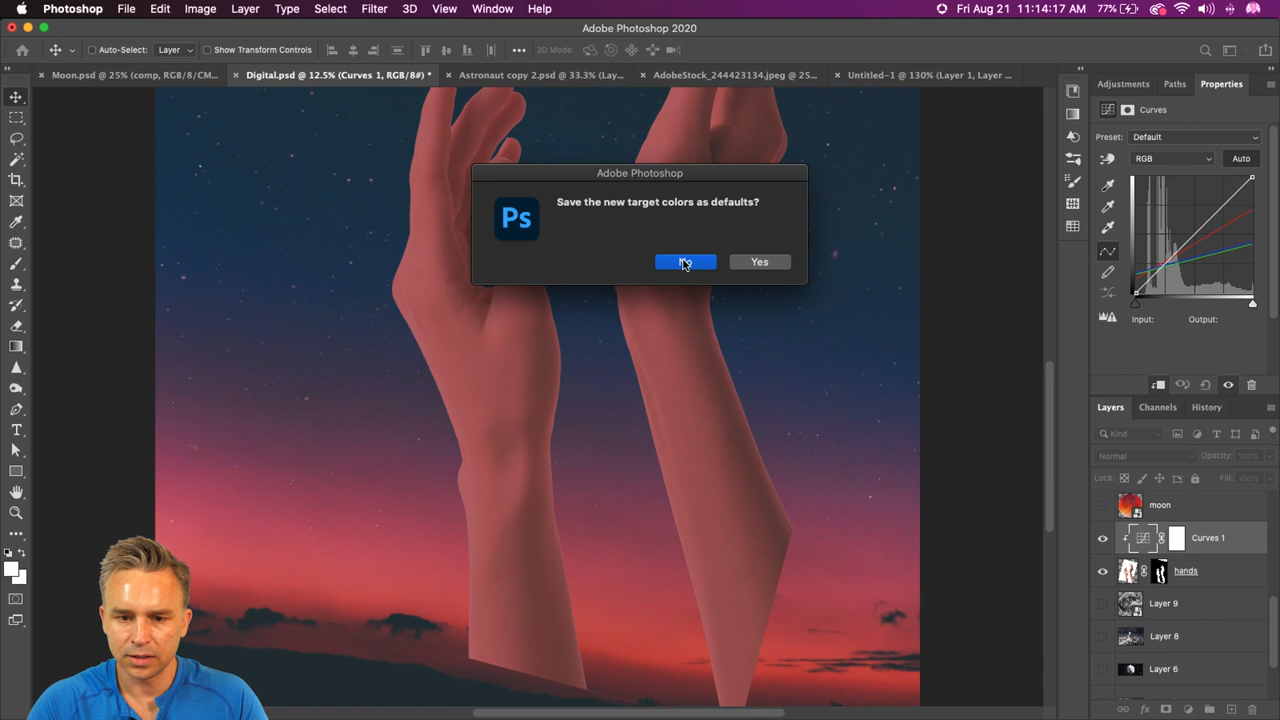 Photoshop File Edit Image Layer Type Select Filter 3D View Window Help Fri Aug 21 11:14:17 AM 77%
Adobe Photoshop 2020
Auto-Select: Layer Show Transform Controls 3D Mode:
Moon.psd @ 25% (comp, RGB/8/CM... Digital.psd @ 12.5% (Curves 1, RGB/8#) * Astronaut copy 2.psd @ 33.3% (Lay... AdobeStock_244423134.jpeg @ 25... Untitled-1 @ 130% (Layer 1, Layer ...
Adjustments Paths Properties
Curves
Preset: Default
RGB Auto
Input: Output:
Adobe Photoshop
Ps
Save the new target colors as defaults?
No Yes
Layers Channels History
Kind
Normal Opacity: 100%
Lock: Fill: 100%
moon
Curves 1
hands
Layer 9
Layer 8
Layer 6